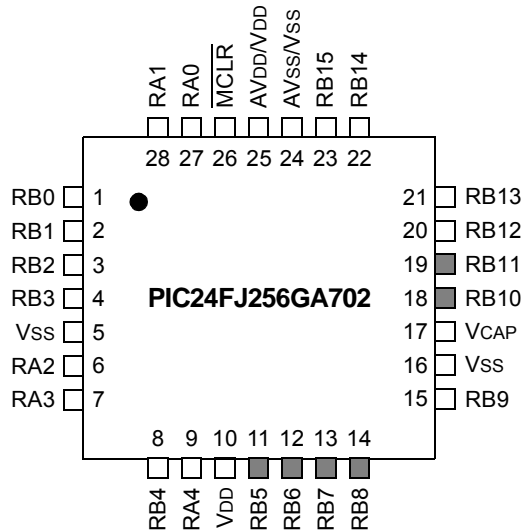 RA1
RA0
MCLR
AVDD/VDD
AVSS/VSS
RB15
RB14
28 27 26 25 24 23 22
RB0 1 21 RB13
RB1 2 20 RB12
RB2 3 19 RB11
RB3 4 PIC24FJ256GA702 18 RB10
VSS 5 17 VCAP
RA2 6 16 VSS
RA3 7 15 RB9
8 9 10 11 12 13 14
RB4
RA4
VDD
RB5
RB6
RB7
RB8